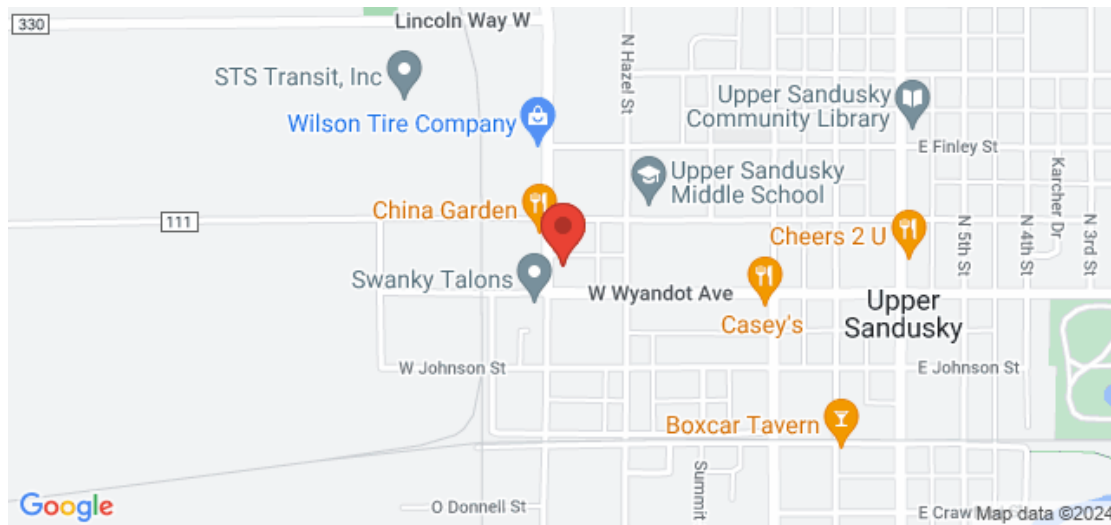 330
Lincoln Way W
STS Transit, Inc
N Hazel St
Upper Sandusky
Community Library
Wilson Tire Company
E Finley St
Upper Sandusky
Middle School
Karcher Dr
China Garden
111
Cheers 2 U
N 5th St
N 4th St
N 3rd St
Swanky Talons
W Wyandot Ave
Casey's
Upper
Sandusky
W Johnson St
E Johnson St
Boxcar Tavern
Summit
Google
O Donnell St
E Craw
Map data ©2024